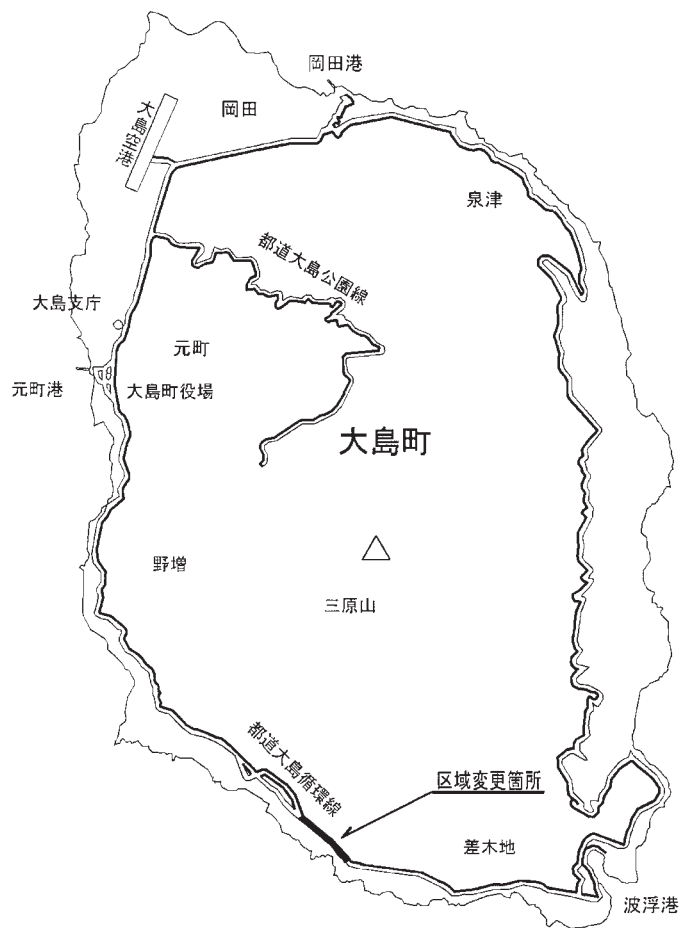 岡田港
岡田
大島空港
泉津
都道大島公園線
大島支庁
元町
元町港
大島町役場
大島町
野増
三原山
都道大島循環線
区域変更箇所
差木地
波浮港